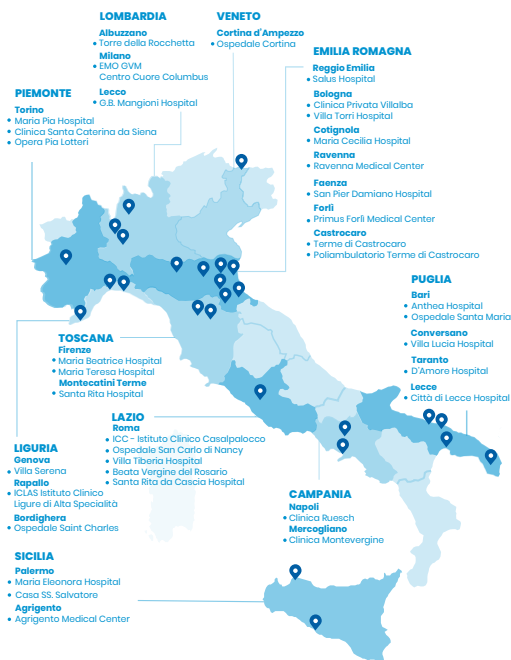 LOMBARDIA
Albuzzano
• Torre della Rocchetta
Milano
• EMO GVM
Centro Cuore Columbus
Lecco
• G.B. Mangioni Hospital
VENETO
Cortina d'Ampezzo
• Ospedale Cortina
EMILIA ROMAGNA
Reggio Emilia
• Salus Hospital
Bologna
• Clinica Privata Villalba
• Villa Torri Hospital
Cotignola
• Maria Cecilia Hospital
Ravenna
• Ravenna Medical Center
Faenza
• San Pier Damiano Hospital
Forlì
• Primus Forlì Medical Center
Castrocaro
• Terme di Castrocaro
• Poliambulatorio Terme di Castrocaro
PIEMONTE
Torino
• Maria Pia Hospital
• Clinica Santa Caterina da Siena
• Opera Pia Lotteri
PUGLIA
Bari
• Anthea Hospital
• Ospedale Santa Maria
Conversano
• Villa Lucia Hospital
Taranto
• D'Amore Hospital
Lecce
• Città di Lecce Hospital
TOSCANA
Firenze
• Maria Beatrice Hospital
• Maria Teresa Hospital
Montecatini Terme
• Santa Rita Hospital
LAZIO
Roma
• ICC - Istituto Clinico Casalpalocco
• Ospedale San Carlo di Nancy
• Villa Tiberia Hospital
• Beata Vergine del Rosario
• Santa Rita da Cascia Hospital
LIGURIA
Genova
• Villa Serena
Rapallo
• ICLAS Istituto Clinico
Ligure di Alta Specialità
Bordighera
• Ospedale Saint Charles
CAMPANIA
Napoli
• Clinica Ruesch
Mercogliano
• Clinica Montevergine
SICILIA
Palermo
• Maria Eleonora Hospital
• Casa SS. Salvatore
Agrigento
• Agrigento Medical Center